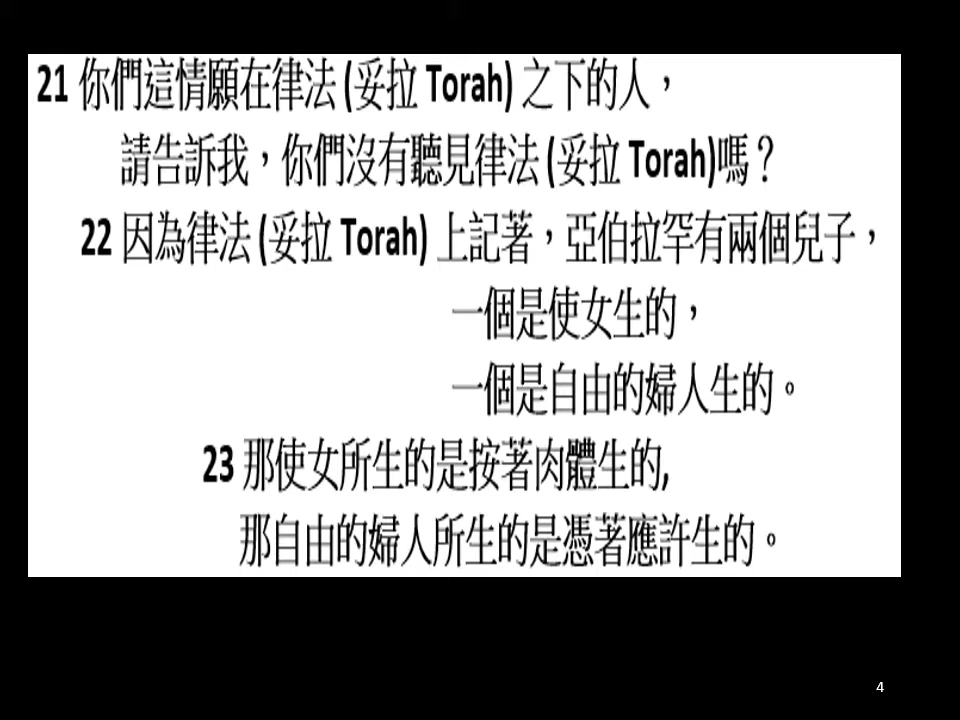 21 你們這情願在律法 (妥拉 Torah) 之下的人，
請告訴我，你們沒有聽見律法 (妥拉 Torah)嗎？
22 因為律法 (妥拉 Torah) 上記著，亞伯拉罕有兩個兒子，
一個是使女生的，
一個是自由的婦人生的。
23 那使女所生的是按著肉體生的,
那自由的婦人所生的是憑著應許生的。
4